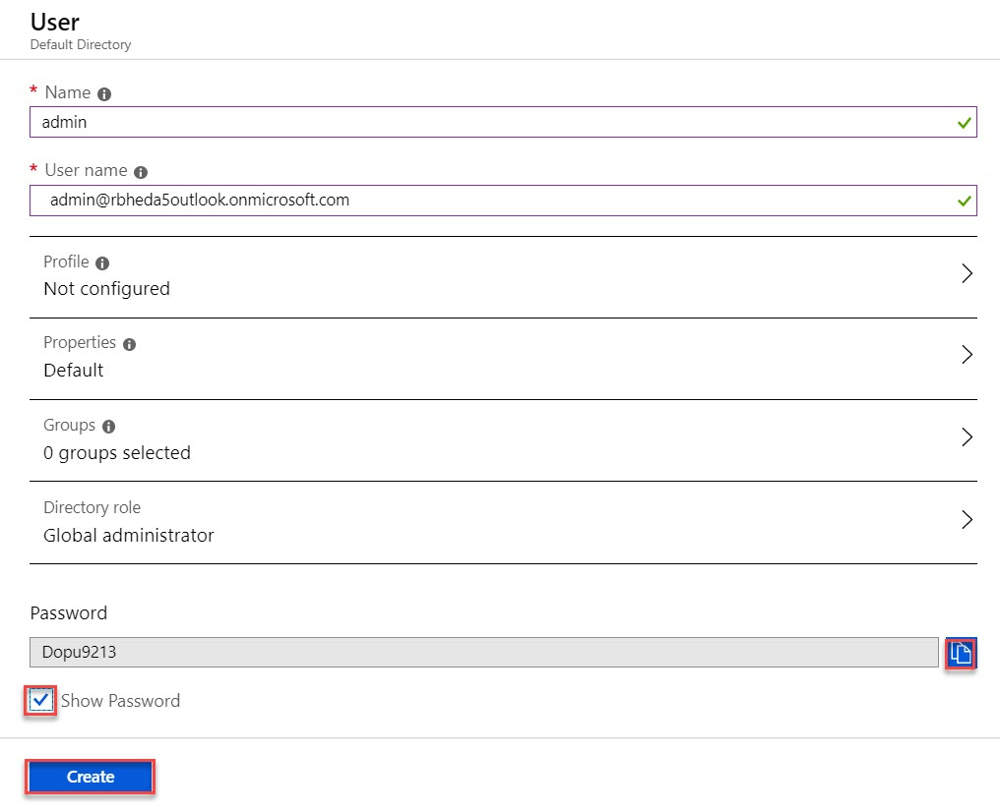 User
Default Directory
* Name
admin
* User name
admin@rbheda5outlook.onmicrosoft.com
Profile
Not configured
Properties
Default
Groups
0 groups selected
Directory role
Global administrator
Password
Dopu9213
Show Password
Create